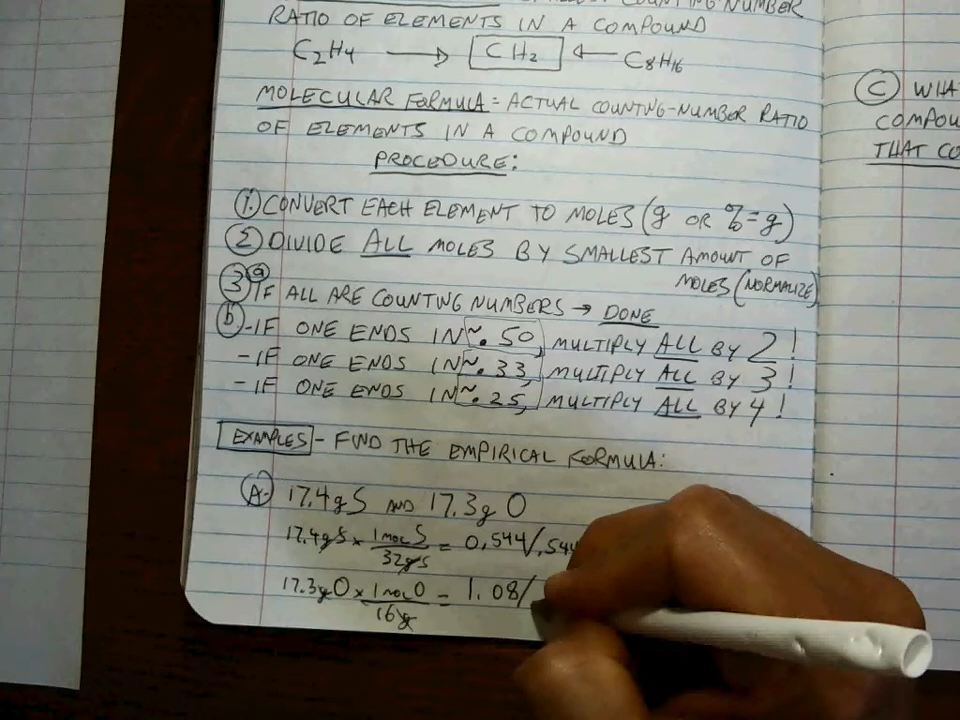 COUNTING-NUMBER
RATIO OF ELEMENTS IN A COMPOUND
C2H4 → CH2 ← C8H16
MOLECULAR FORMULA = ACTUAL COUNTING-NUMBER RATIO
OF ELEMENTS IN A COMPOUND
PROCEDURE:
1. CONVERT EACH ELEMENT TO MOLES (g OR % = g)
2 DIVIDE ALL MOLES BY SMALLEST AMOUNT OF
MOLES (NORMALIZE)
3 a IF ALL ARE COUNTING NUMBERS → DONE
b - IF ONE ENDS IN ~.50, MULTIPLY ALL BY 2!
- IF ONE ENDS IN ~.33, MULTIPLY ALL BY 3!
- IF ONE ENDS IN ~.25, MULTIPLY ALL BY 4!
EXAMPLES - FIND THE EMPIRICAL FORMULA:
A. 17.4g S AND 17.3g O
17.4g S × 1 mol S / 32g S = 0.544/.544
17.3g O × 1 mol O / 16g = 1.08/
C WHA
COMPOU
THAT CO